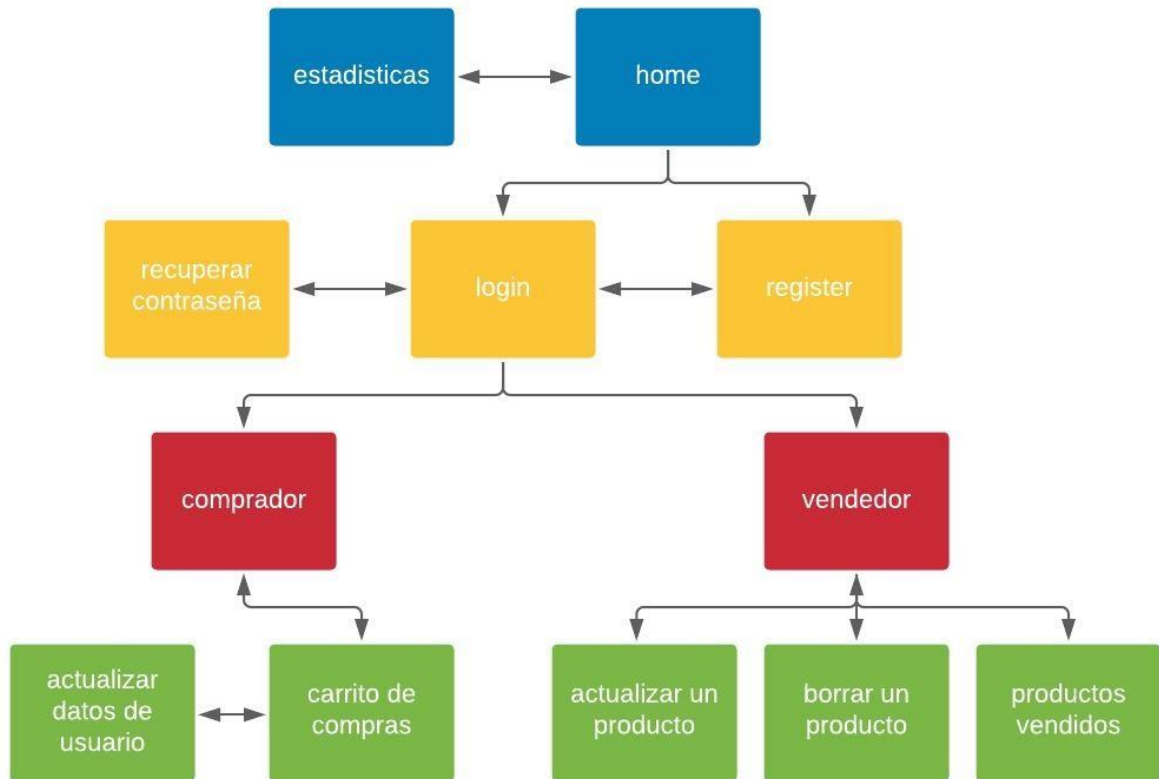 estadisticas
home
recuperar
contraseña
login
register
comprador
vendedor
actualizar
datos de
usuario
carrito de
compras
actualizar un
producto
borrar un
producto
productos
vendidos